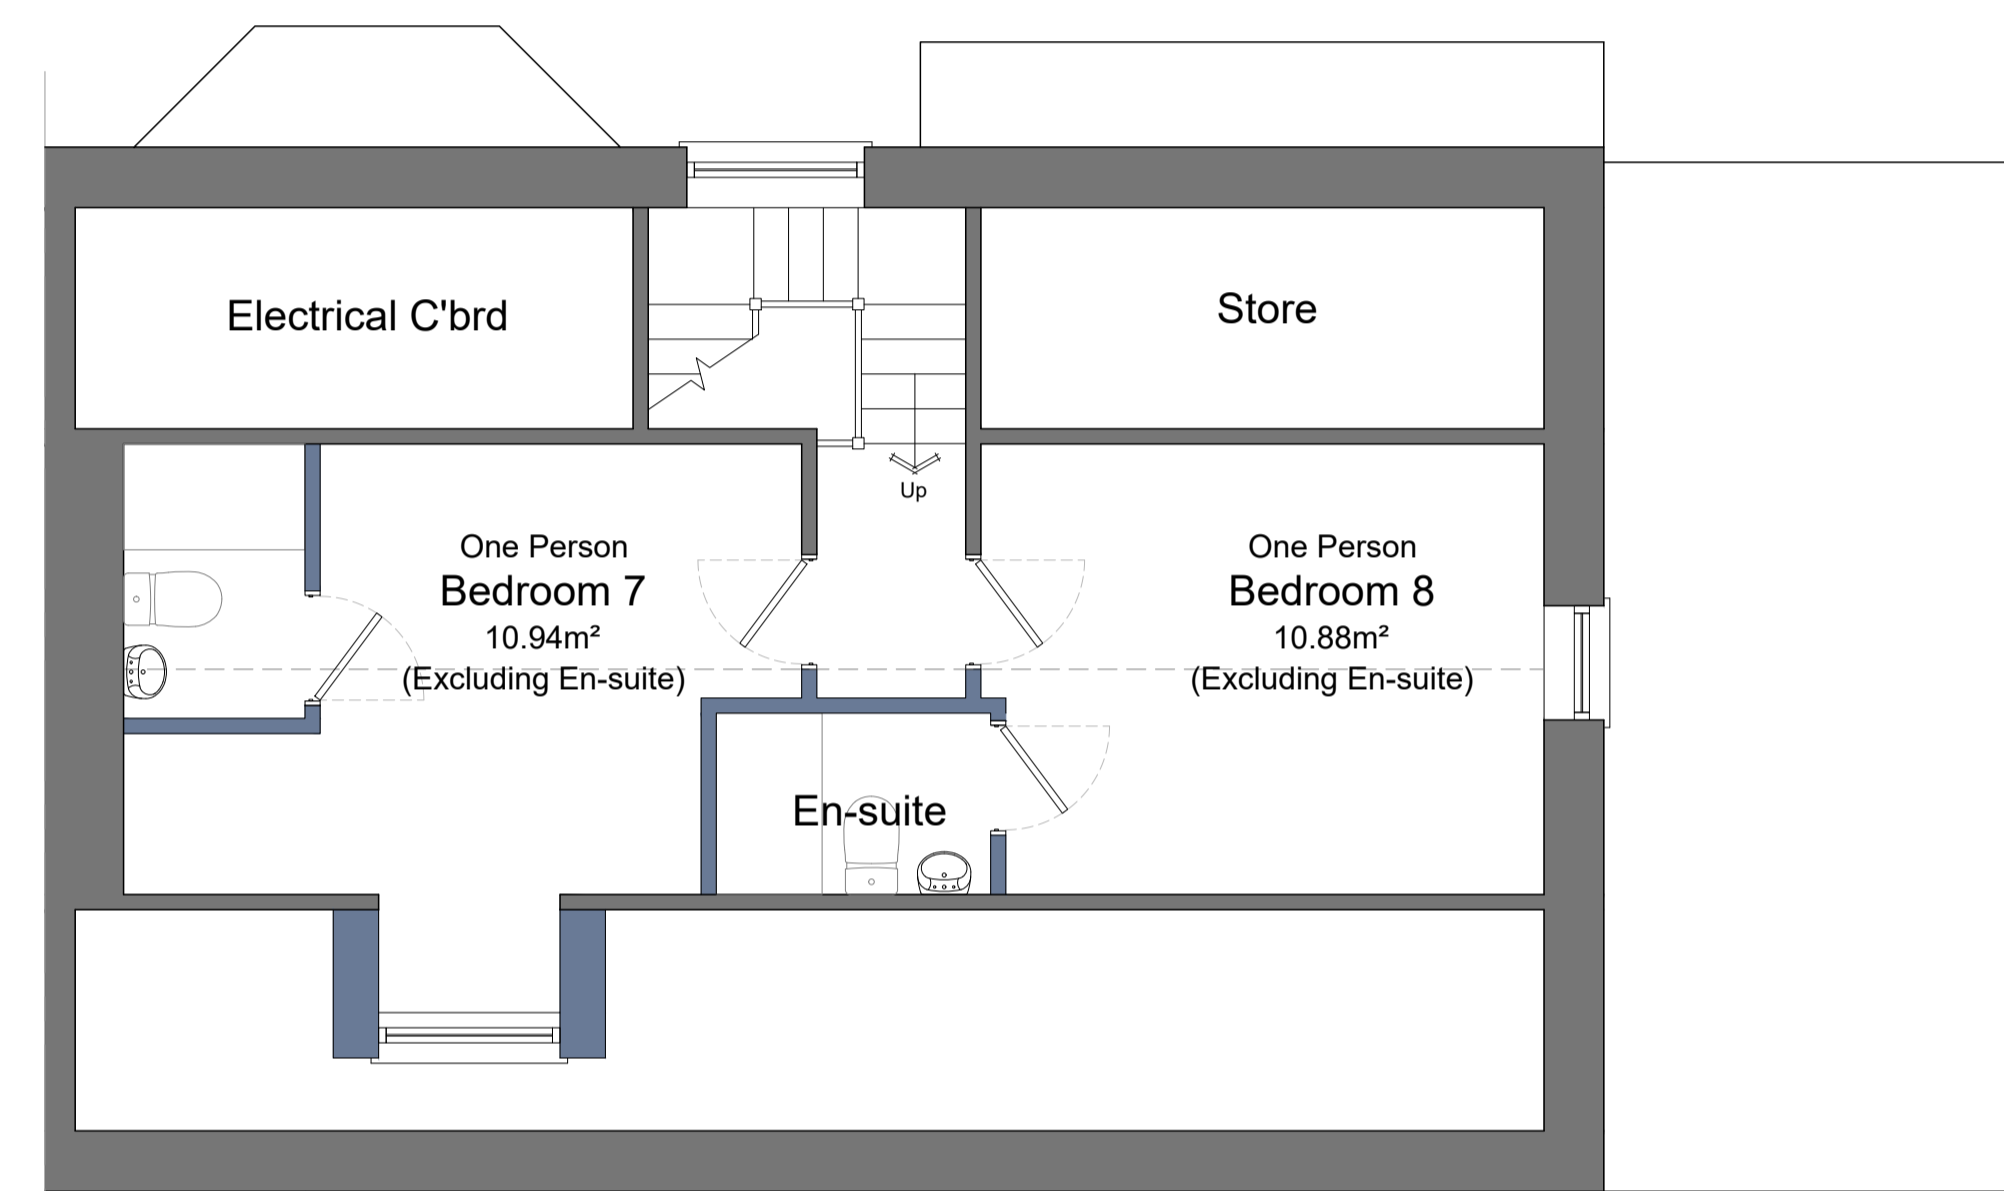 Electrical C'brd
Store
Up
One Person
Bedroom 7
10.94m²
(Excluding En-suite)
One Person
Bedroom 8
10.88m²
(Excluding En-suite)
En-suite